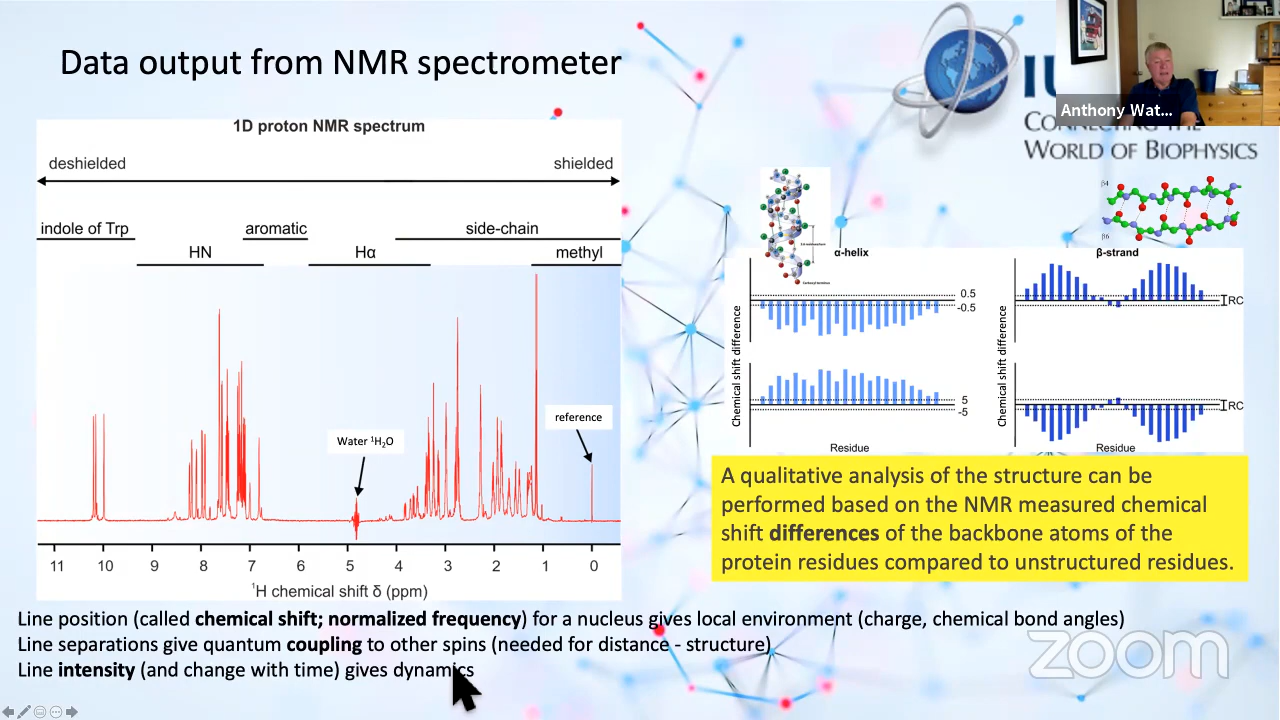 Data output from NMR spectrometer
Anthony Wat...
IU
CONNECTING THE
WORLD OF BIOPHYSICS
1D proton NMR spectrum
deshielded
shielded
indole of Trp
aromatic
side-chain
HN
Hα
methyl
Water ¹H₂O
reference
11 10 9 8 7 6 5 4 3 2 1 0
¹H chemical shift δ (ppm)
β4
β6
α-helix
β-strand
Chemical shift difference
0.5
-0.5
5
-5
Residue
Chemical shift difference
RC
RC
Residue
A qualitative analysis of the structure can be
performed based on the NMR measured chemical
shift differences of the backbone atoms of the
protein residues compared to unstructured residues.
Line position (called chemical shift; normalized frequency) for a nucleus gives local environment (charge, chemical bond angles)
Line separations give quantum coupling to other spins (needed for distance - structure)
Line intensity (and change with time) gives dynamics
zoom